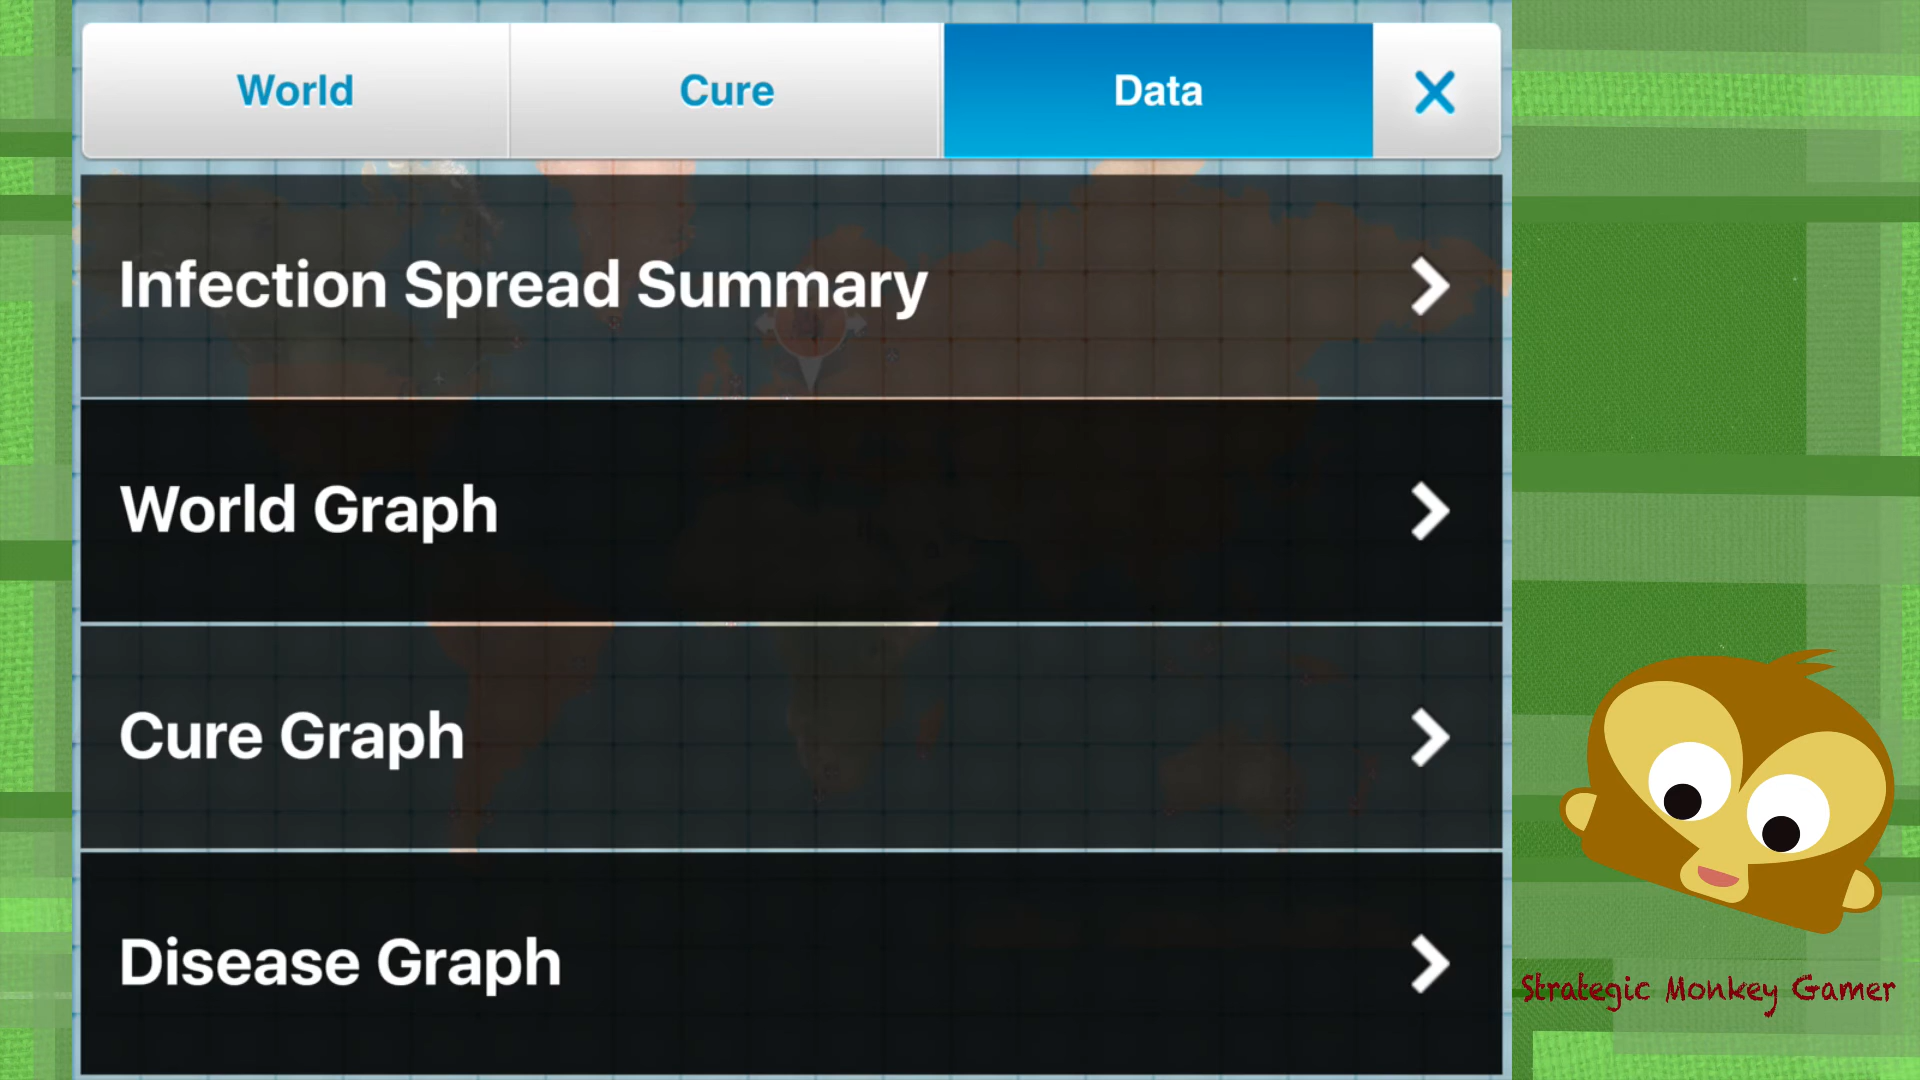 World
Cure
Data
Infection Spread Summary
World Graph
Cure Graph
Disease Graph
Strategic Monkey Gamer